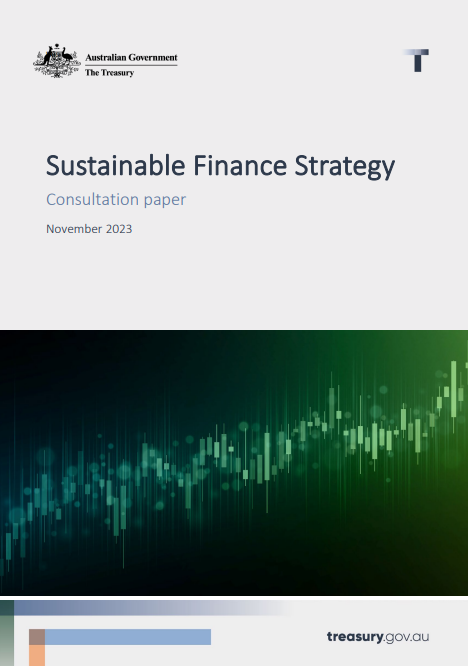 Australian Government
The Treasury
T
Sustainable Finance Strategy
Consultation paper
November 2023
treasury.gov.au